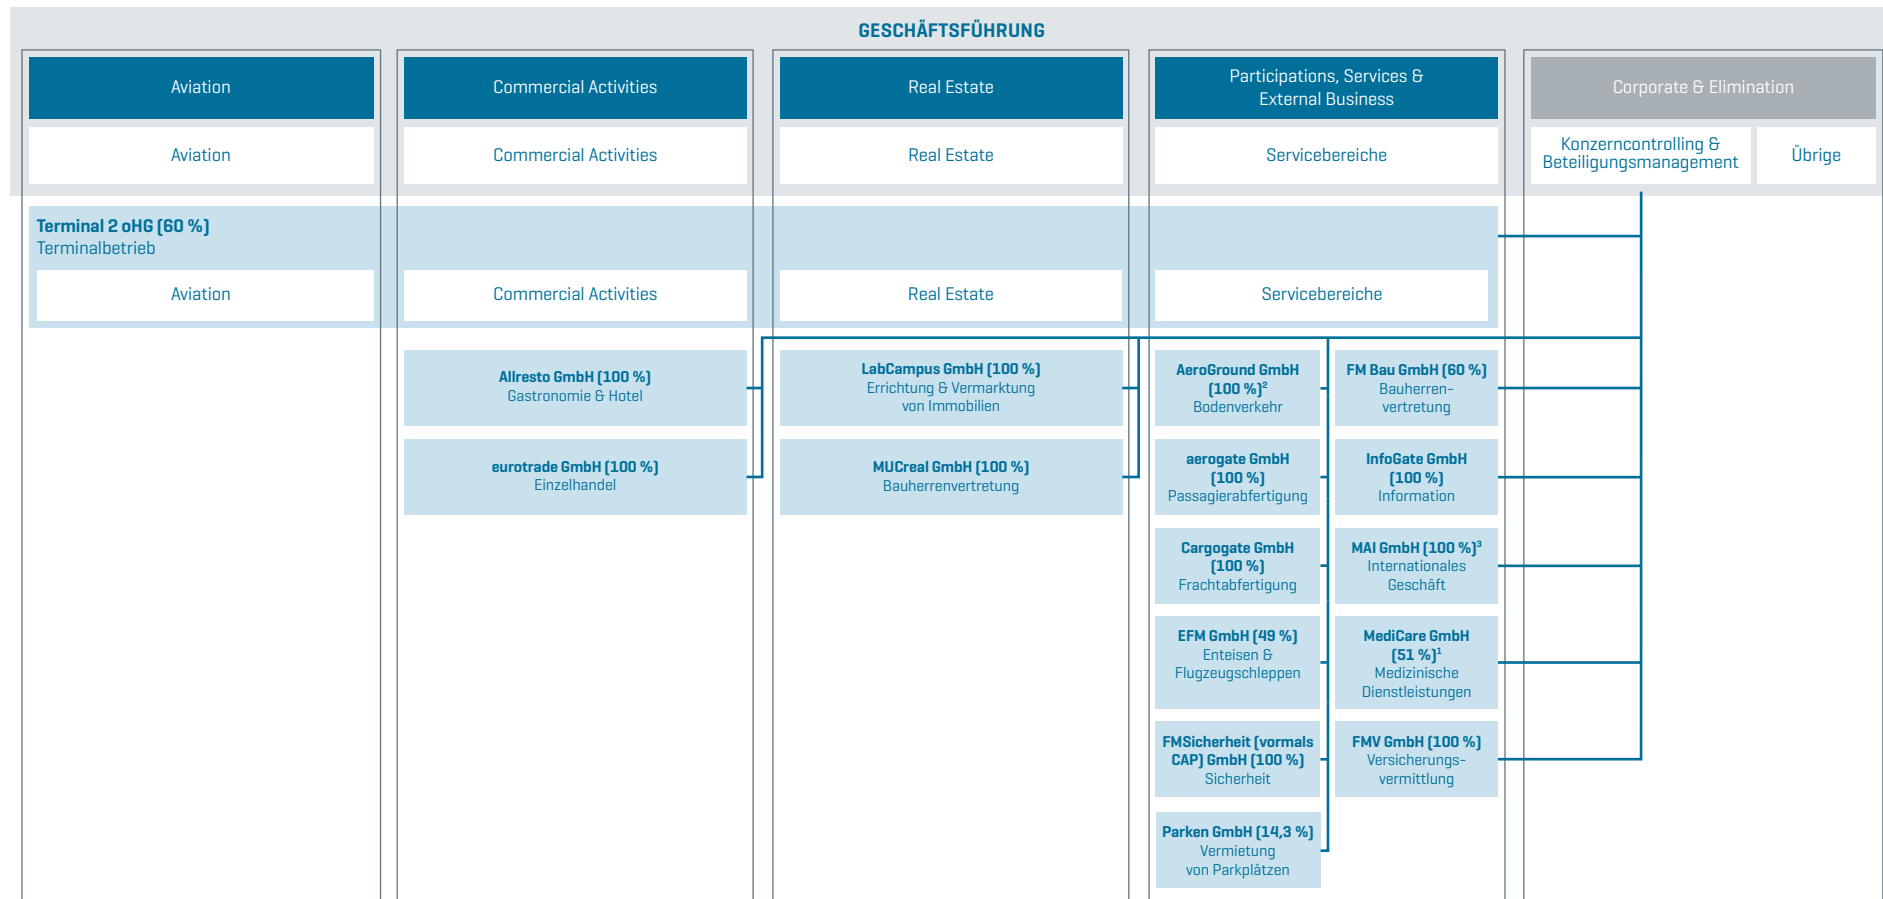 GESCHÄFTSFÜHRUNG
Aviation
Commercial Activities
Real Estate
Participations, Services &
External Business
Corporate & Elimination
Aviation
Commercial Activities
Real Estate
Servicebereiche
Konzerncontrolling &
Beteiligungsmanagement
Übrige
Terminal 2 oHG (60 %)
Terminalbetrieb
Aviation
Commercial Activities
Real Estate
Servicebereiche
Allresto GmbH (100 %)
Gastronomie & Hotel
eurotrade GmbH (100 %)
Einzelhandel
LabCampus GmbH (100 %)
Errichtung & Vermarktung
von Immobilien
MUCreal GmbH (100 %)
Bauherrenvertretung
AeroGround GmbH
(100 %)²
Bodenverkehr
FM Bau GmbH (60 %)
Bauherren-
vertretung
aerogate GmbH
(100 %)
Passagierabfertigung
InfoGate GmbH
(100 %)
Information
Cargogate GmbH
(100 %)
Frachtabfertigung
MAI GmbH (100 %)³
Internationales
Geschäft
EFM GmbH (49 %)
Enteisen &
Flugzeugschleppen
MediCare GmbH
(51 %)¹
Medizinische
Dienstleistungen
FMSicherheit (vormals
CAP) GmbH (100 %)
Sicherheit
FMV GmbH (100 %)
Versicherungs-
vermittlung
Parken GmbH (14,3 %)
Vermietung
von Parkplätzen